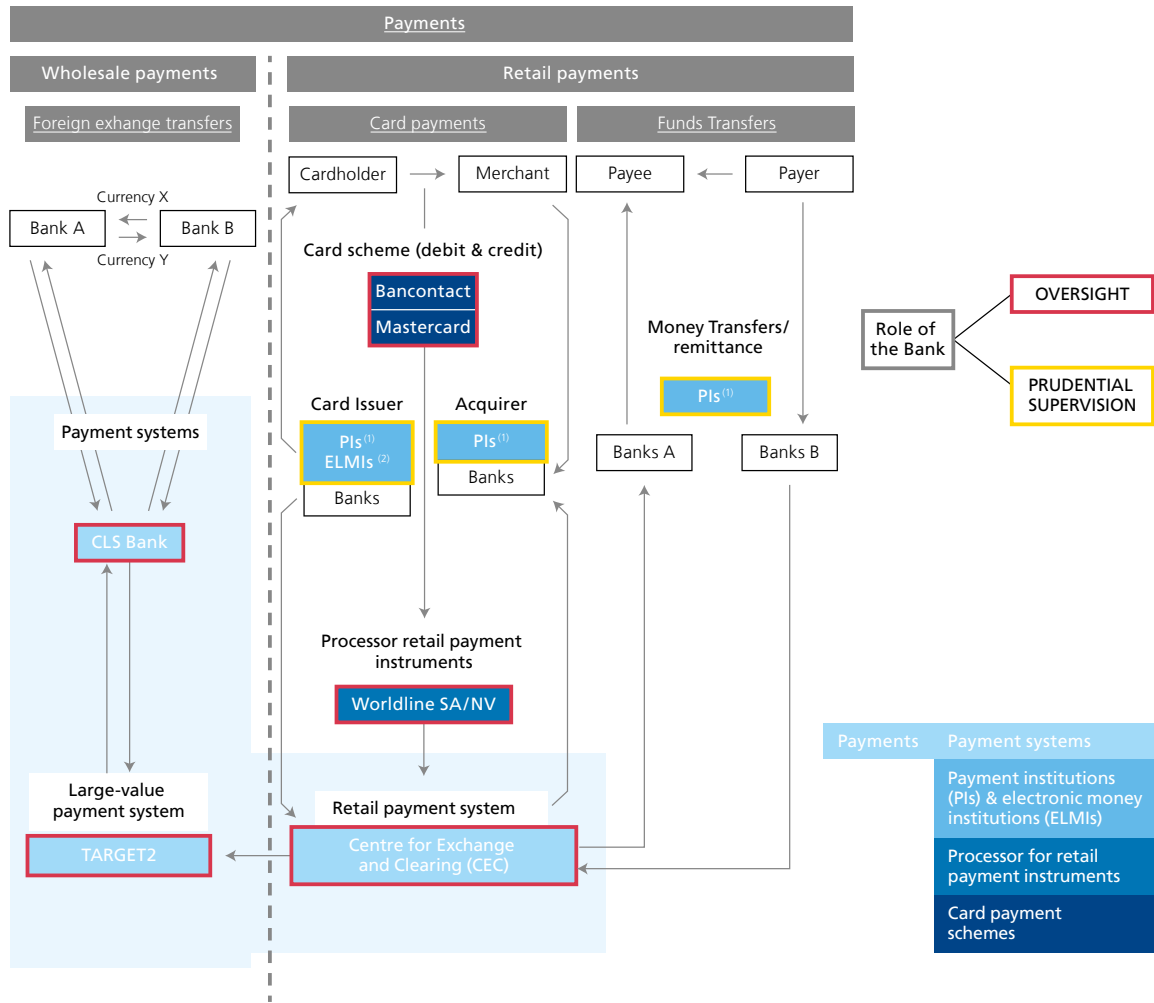 Payments
Wholesale payments
Retail payments
Foreign exhange transfers
Card payments
Funds Transfers
Cardholder
Merchant
Payee
Payer
Currency X
Bank A
Bank B
Currency Y
Card scheme (debit & credit)
Bancontact
Mastercard
Money Transfers/
remittance
PIs (1)
Role of
the Bank
OVERSIGHT
PRUDENTIAL
SUPERVISION
Card Issuer
PIs (1)
ELMIs (2)
Banks
Acquirer
PIs (1)
Banks
Banks A
Banks B
Payment systems
CLS Bank
Processor retail payment
instruments
Worldline SA/NV
Large-value
payment system
TARGET2
Retail payment system
Centre for Exchange
and Clearing (CEC)
Payments
Payment systems
Payment institutions
(PIs) & electronic money
institutions (ELMIs)
Processor for retail
payment instruments
Card payment
schemes